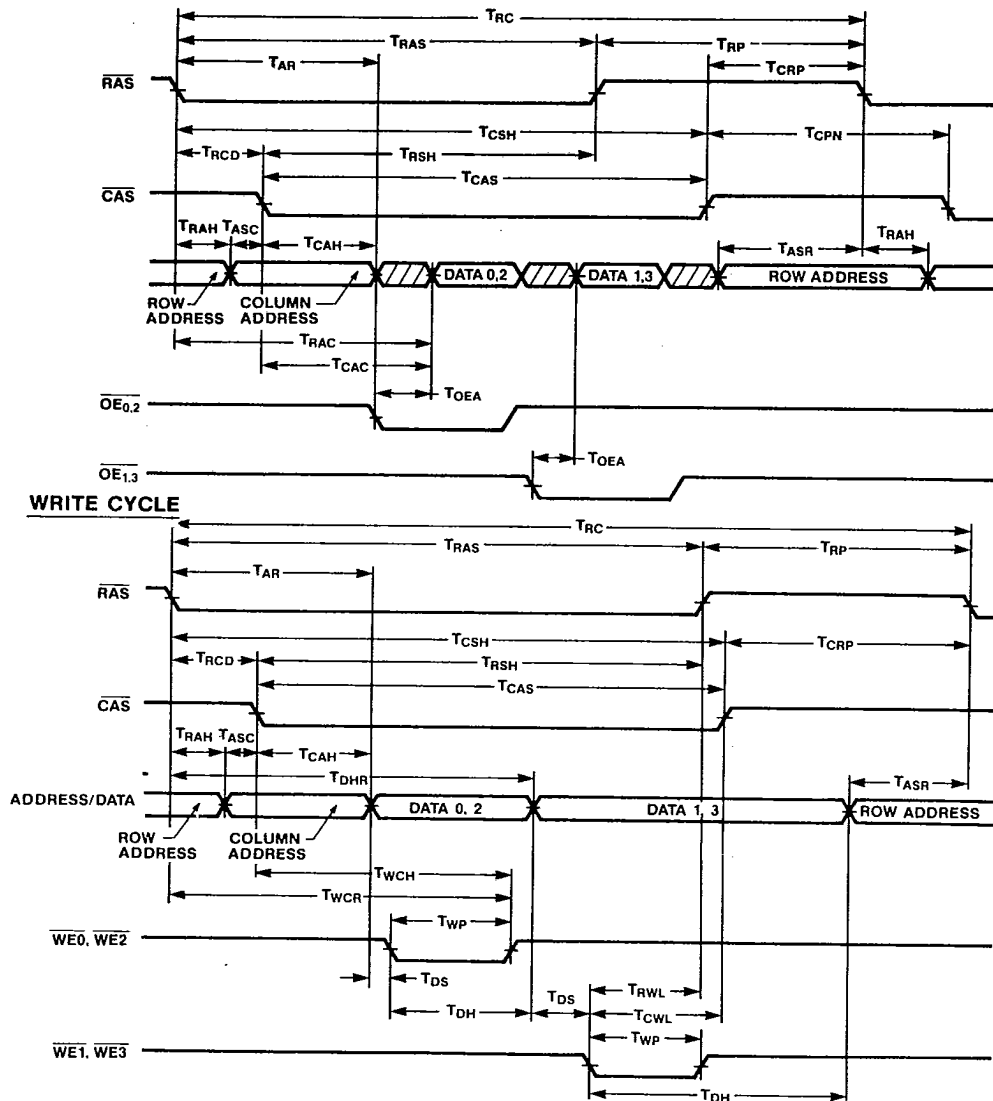 TRC
TRAS TRP
TAR TCRP
RAS
TCSH TCPN
TRCD TRSH
TCAS
CAS
TRAH TASC TCAH TASR TRAH
DATA 0,2 DATA 1,3 ROW ADDRESS
ROW ADDRESS
COLUMN ADDRESS
TRAC
TCAC
TOEA
OE0,2
TOEA
OE1,3
WRITE CYCLE
TRC
TRAS TRP
TAR
RAS
TCSH TCRP
TRCD TRSH
TCAS
CAS
TRAH TASC TCAH
TDHR TASR
ADDRESS/DATA DATA 0, 2 DATA 1, 3 ROW ADDRESS
ROW ADDRESS
COLUMN ADDRESS
TWCH
TWCR
TWP
WE0, WE2
TDS
TDH TDS TRWL
TCWL
TWP
WE1, WE3
TDH